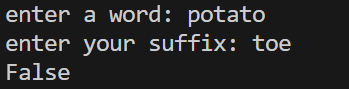 enter a word: potato
enter your suffix: toe
False